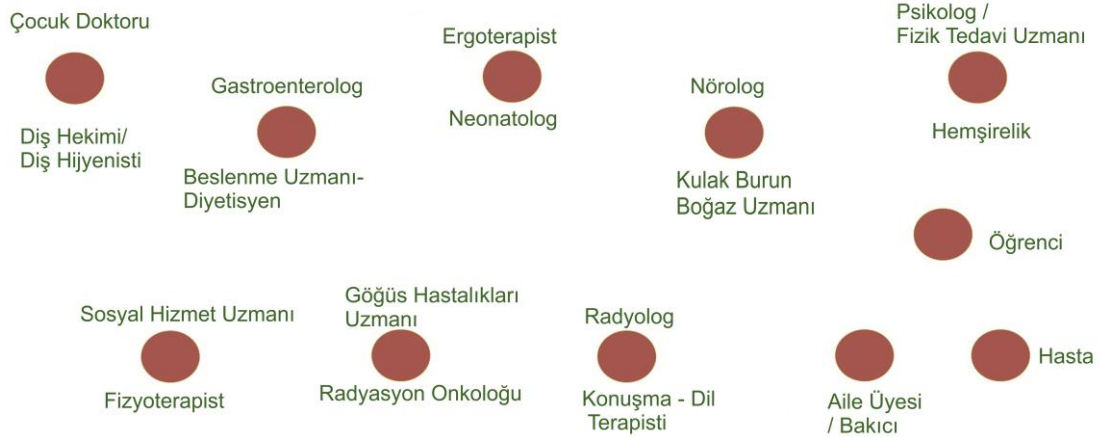 Çocuk Doktoru
Diş Hekimi/
Diş Hijyenisti
Gastroenterolog
Beslenme Uzmanı-
Diyetisyen
Ergoterapist
Neonatolog
Nörolog
Kulak Burun
Boğaz Uzmanı
Psikolog /
Fizik Tedavi Uzmanı
Hemşirelik
Öğrenci
Sosyal Hizmet Uzmanı
Fizyoterapist
Göğüs Hastalıkları
Uzmanı
Radyasyon Onkoloğu
Radyolog
Konuşma - Dil
Terapisti
Aile Üyesi
/ Bakıcı
Hasta